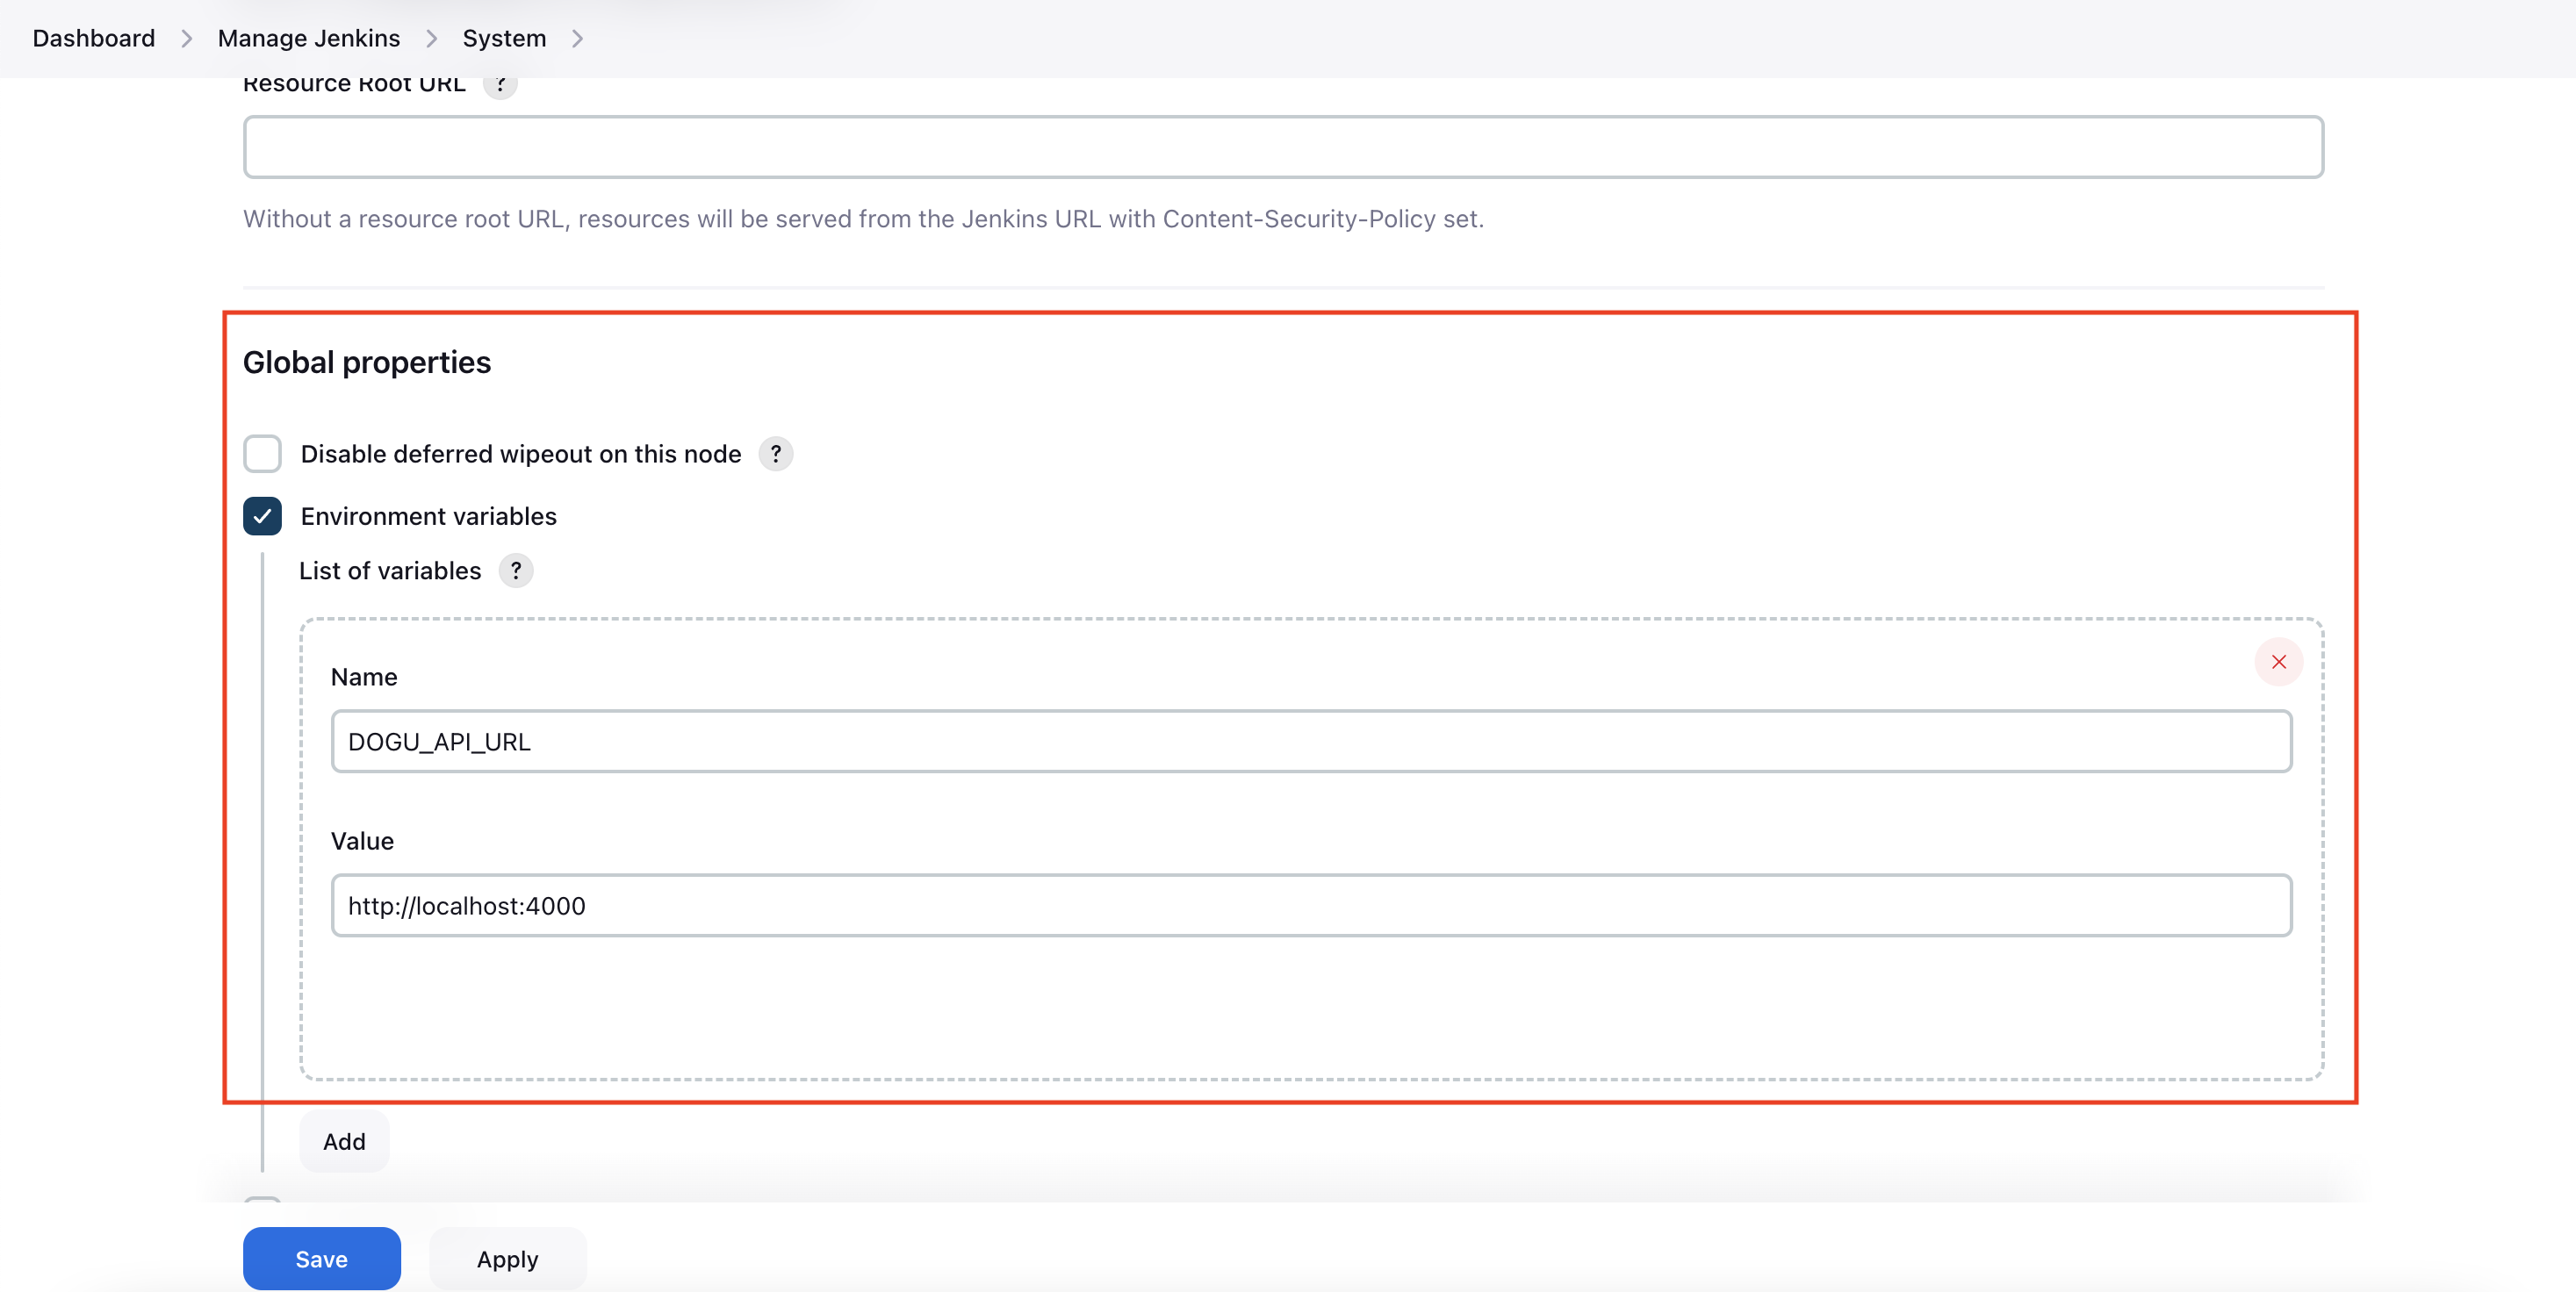 Dashboard > Manage Jenkins > System >
Resource Root URL ?
Without a resource root URL, resources will be served from the Jenkins URL with Content-Security-Policy set.
Global properties
Disable deferred wipeout on this node ?
Environment variables
List of variables ?
Name
DOGU_API_URL
Value
http://localhost:4000
Add
Save Apply